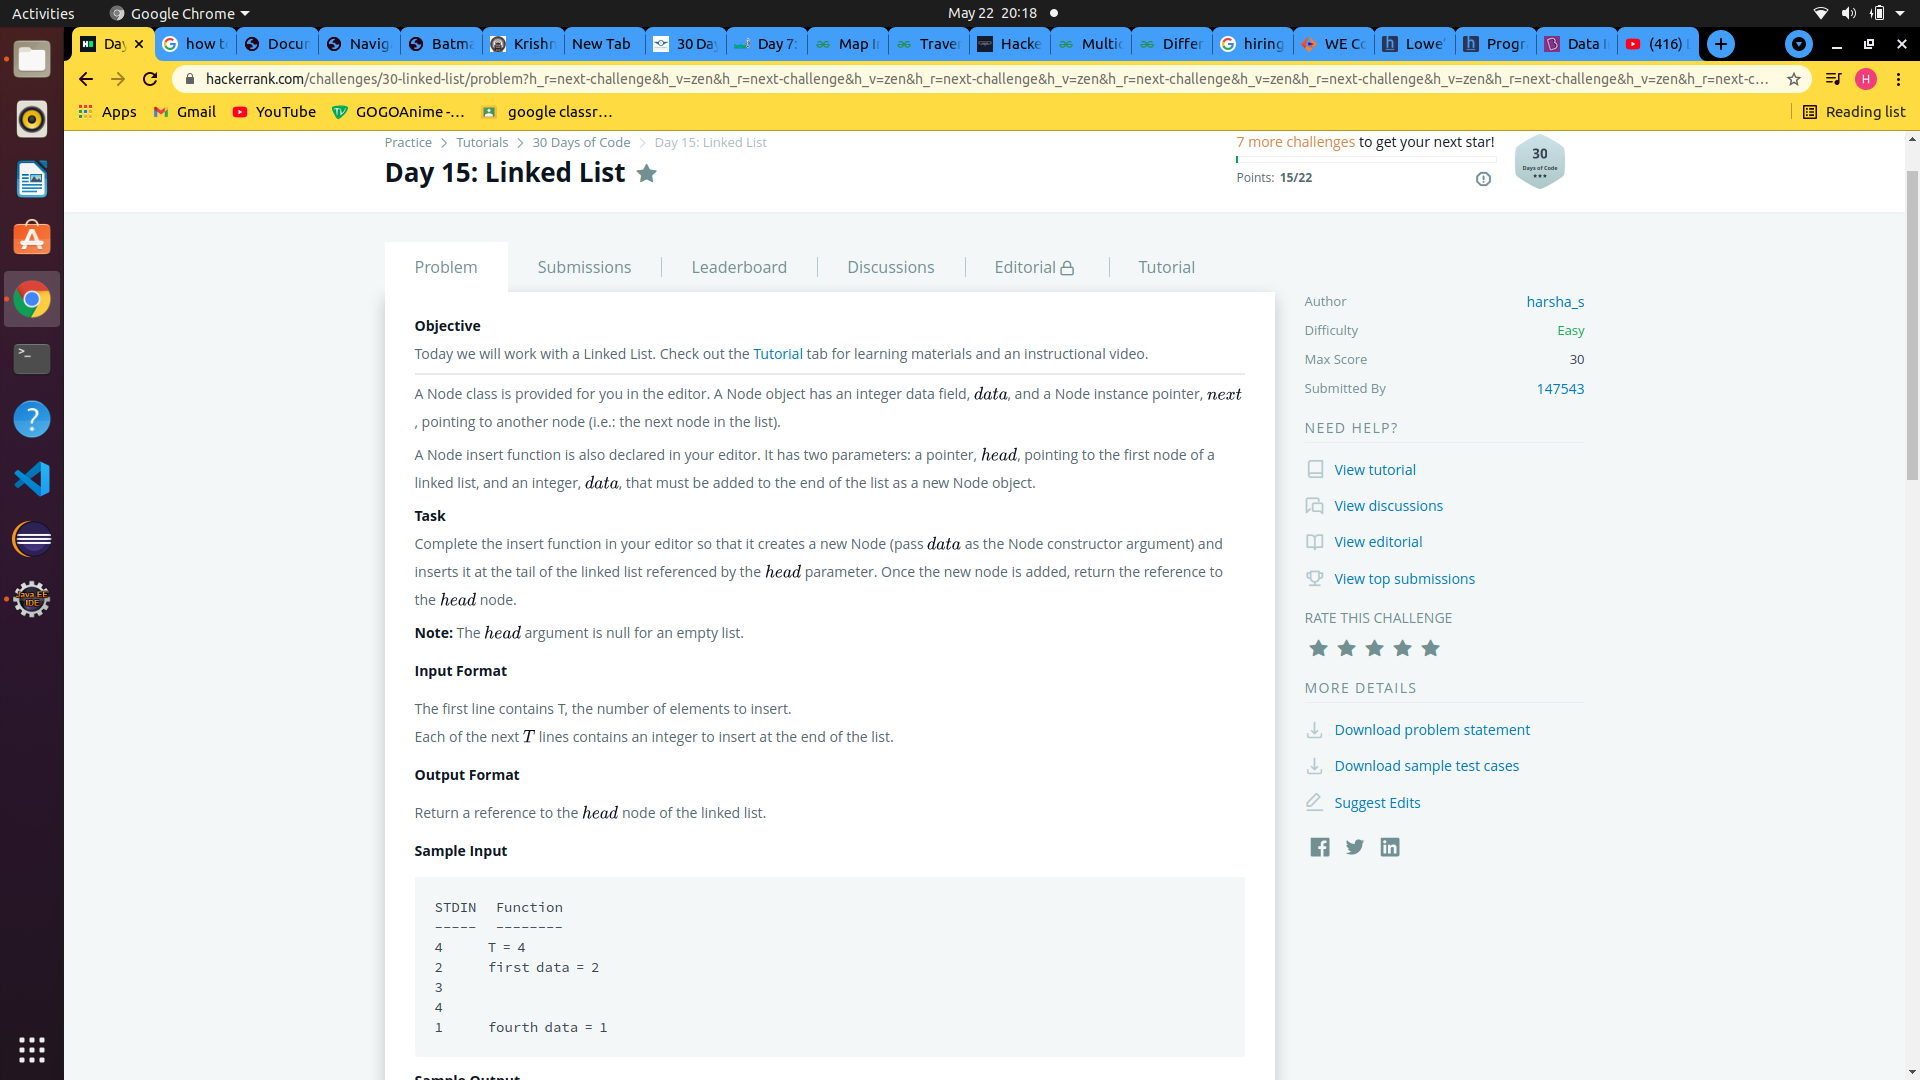 Activities
Google Chrome
May 22 20:18
Day
how t
Docur
Navig
Batma
Krishn
New Tab
30 Day
Day 7:
Map I
Trave
Hacke
Multi
Differ
hiring
WE Co
Lowe'
Progr
Data I
(416)
hackerrank.com/challenges/30-linked-list/problem?h_r=next-challenge&h_v=zen&h_r=next-challenge&h_v=zen&h_r=next-challenge&h_v=zen&h_r=next-challenge&h_v=zen&h_r=next-challenge&h_v=zen&h_r=next-challenge&h_v=zen&h_r=next-challenge&h_v=zen&h_r=next-c...
H
Apps
Gmail
YouTube
GOGOAnime -...
google classr...
Reading list
Practice
Tutorials
30 Days of Code
Day 15: Linked List
Day 15: Linked List
7 more challenges to get your next star!
Points: 15/22
30
Days of Code
Problem
Submissions
Leaderboard
Discussions
Editorial
Tutorial
Objective
Today we will work with a Linked List. Check out the Tutorial tab for learning materials and an instructional video.
A Node class is provided for you in the editor. A Node object has an integer data field, data, and a Node instance pointer, next
, pointing to another node (i.e.: the next node in the list).
A Node insert function is also declared in your editor. It has two parameters: a pointer, head, pointing to the first node of a
linked list, and an integer, data, that must be added to the end of the list as a new Node object.
Task
Complete the insert function in your editor so that it creates a new Node (pass data as the Node constructor argument) and
inserts it at the tail of the linked list referenced by the head parameter. Once the new node is added, return the reference to
the head node.
Note: The head argument is null for an empty list.
Input Format
The first line contains T, the number of elements to insert.
Each of the next T lines contains an integer to insert at the end of the list.
Output Format
Return a reference to the head node of the linked list.
Sample Input
STDIN Function
----- --------
4 T = 4
2 first data = 2
3
4
1 fourth data = 1
Sample Output
Author harsha_s
Difficulty Easy
Max Score 30
Submitted By 147543
NEED HELP?
View tutorial
View discussions
View editorial
View top submissions
RATE THIS CHALLENGE
MORE DETAILS
Download problem statement
Download sample test cases
Suggest Edits
Java EE
IDE